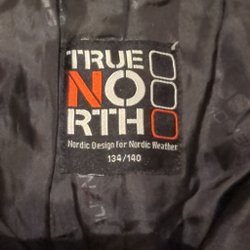 TRUE
NO
RTH
Nordic Design for Nordic Weather
134/140